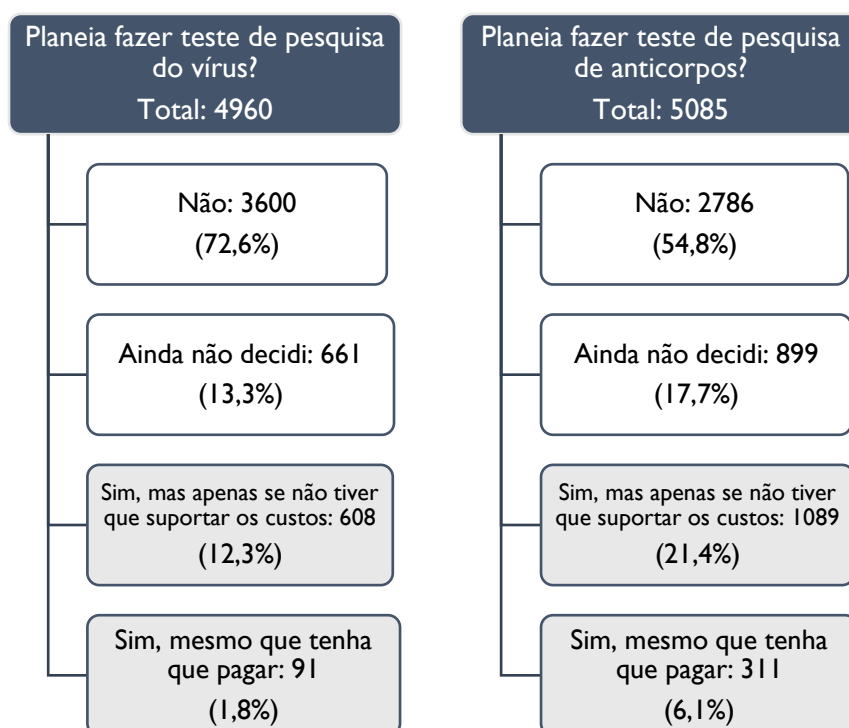 Planeia fazer teste de pesquisa
do vírus?
Total: 4960
Não: 3600
(72,6%)
Ainda não decidi: 661
(13,3%)
Sim, mas apenas se não tiver
que suportar os custos: 608
(12,3%)
Sim, mesmo que tenha
que pagar: 91
(1,8%)
Planeia fazer teste de pesquisa
de anticorpos?
Total: 5085
Não: 2786
(54,8%)
Ainda não decidi: 899
(17,7%)
Sim, mas apenas se não tiver
que suportar os custos: 1089
(21,4%)
Sim, mesmo que tenha
que pagar: 311
(6,1%)